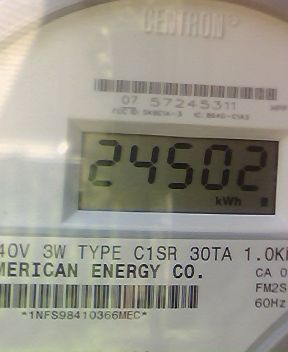 CENTRON®
07 57245311
24502
kWh
40V 3W TYPE C1SR 30TA 1.0K
MERICAN ENERGY CO.
CA 0
FM2S
60Hz
*1NFS98410366MEC*